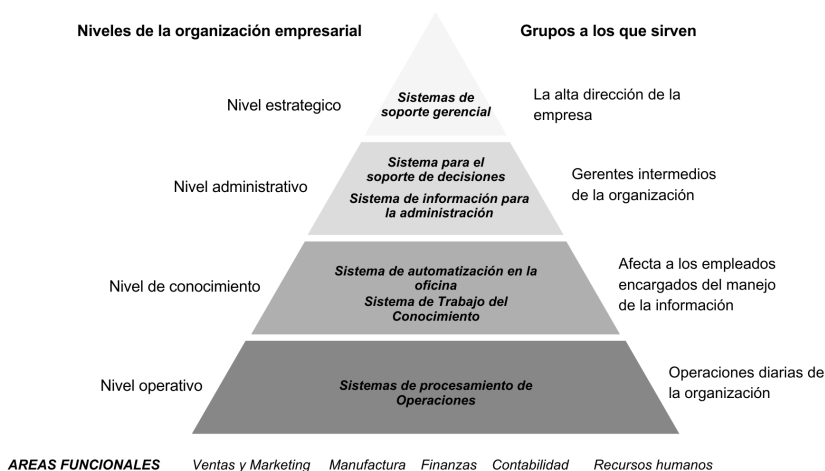 Niveles de la organización empresarial
Grupos a los que sirven
Nivel estrategico
Sistemas de
soporte gerencial
La alta dirección de la
empresa
Nivel administrativo
Sistema para el
soporte de decisiones
Sistema de información para
la administración
Gerentes intermedios
de la organización
Nivel de conocimiento
Sistema de automatización en la
oficina
Sistema de Trabajo del
Conocimiento
Afecta a los empleados
encargados del manejo
de la información
Nivel operativo
Sistemas de procesamiento de
Operaciones
Operaciones diarias de
la organización
AREAS FUNCIONALES Ventas y Marketing Manufactura Finanzas Contabilidad Recursos humanos